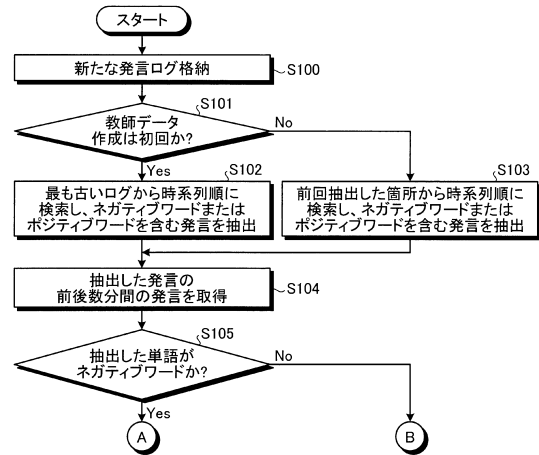 スタート
新たな発言ログ格納
S100
教師データ
作成は初回か?
S101
No
Yes
S102
最も古いログから時系列順に
検索し、ネガティブワードまたは
ポジティブワードを含む発言を抽出
S103
前回抽出した箇所から時系列順に
検索し、ネガティブワードまたは
ポジティブワードを含む発言を抽出
抽出した発言の
前後数分間の発言を取得
S104
S105
抽出した単語が
ネガティブワードか?
No
Yes
A
B